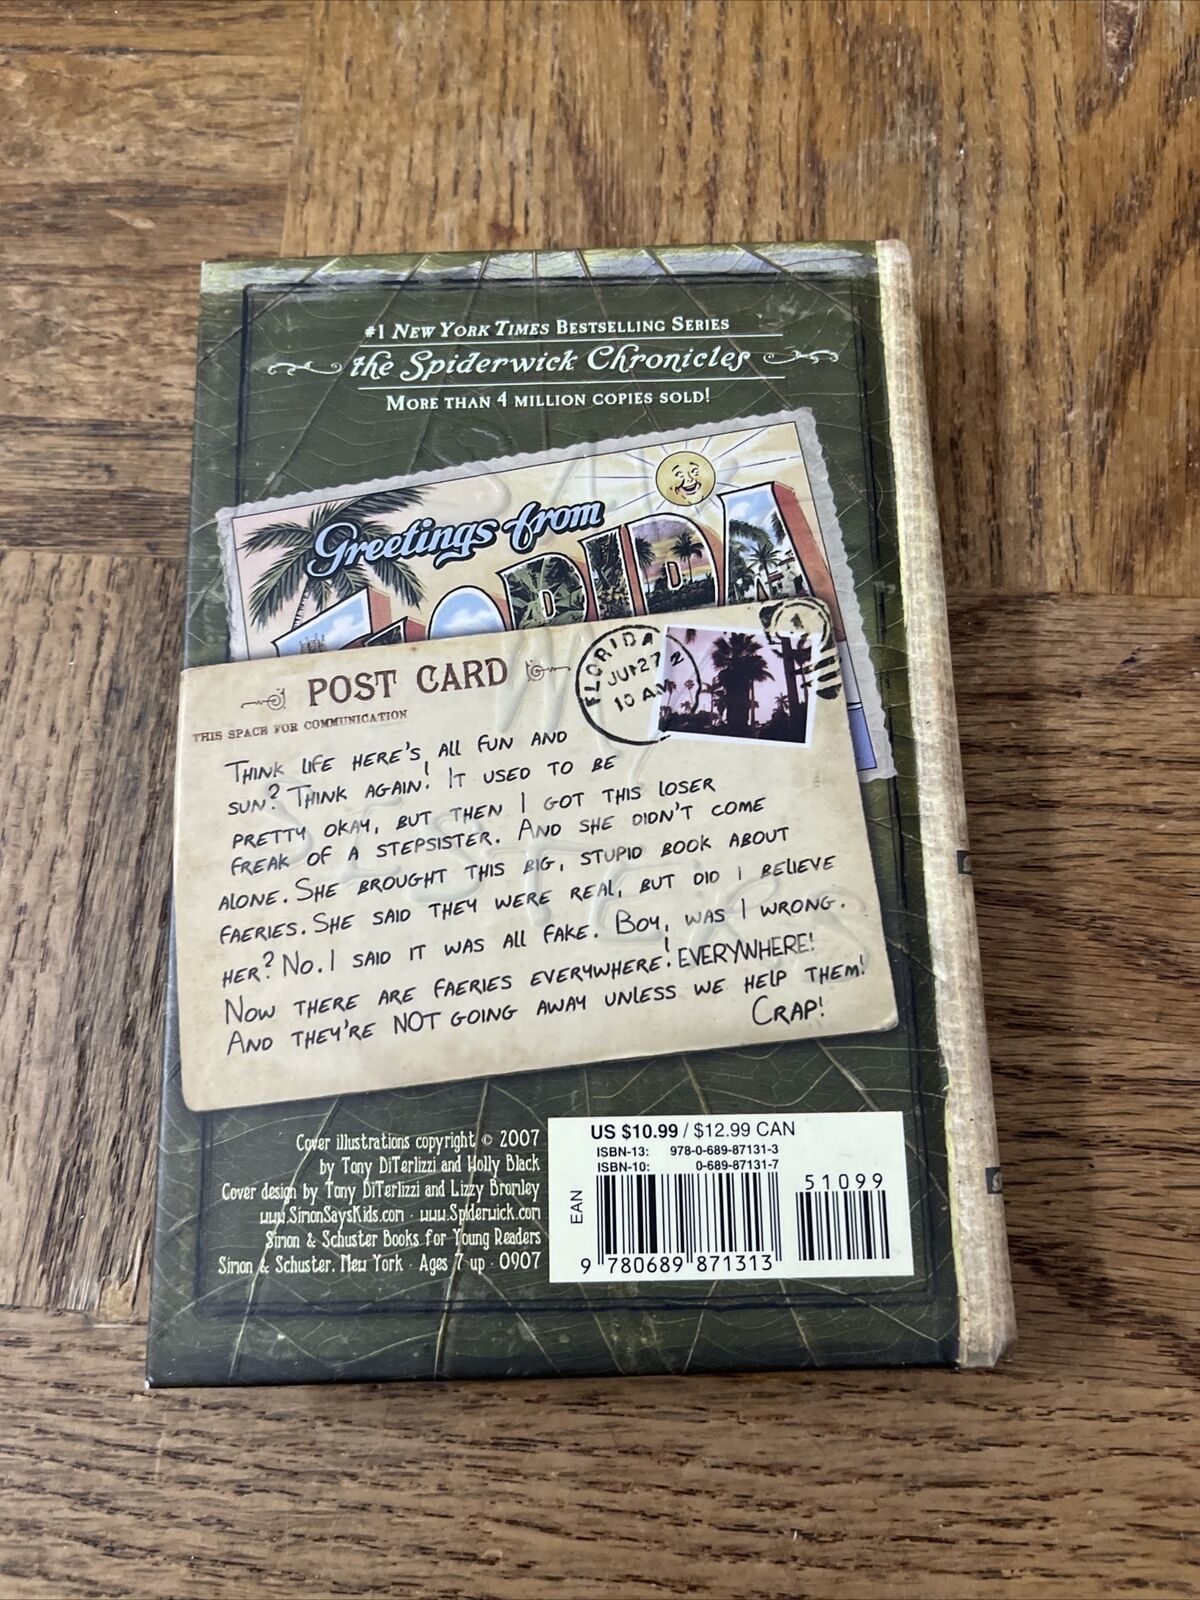 #1 New York Times Bestselling Series
the Spiderwick Chronicles
More than 4 million copies sold!
Greetings from
FLORIDA
POST CARD
THIS SPACE FOR COMMUNICATION
FLORIDA
JUN 27 2
10 AM
THINK LIFE HERE'S ALL FUN AND
SUN? THINK AGAIN! IT USED TO BE
PRETTY OKAY, BUT THEN I GOT THIS LOSER
FREAK OF A STEPSISTER. AND SHE DIDN'T COME
ALONE. SHE BROUGHT THIS BIG, STUPID BOOK ABOUT
FAERIES. SHE SAID THEY WERE REAL, BUT DID I BELIEVE
HER? NO. I SAID IT WAS ALL FAKE. BOY, WAS I WRONG.
NOW THERE ARE FAERIES EVERYWHERE! EVERYWHERE!
AND THEY'RE NOT GOING AWAY UNLESS WE HELP THEM!
CRAP!
Cover illustrations copyright © 2007
by Tony DiTerlizzi and Holly Black
Cover design by Tony DiTerlizzi and Lizzy Bromley
www.SimonSaysKids.com · www.Spiderwick.com
Simon & Schuster Books for Young Readers
Simon & Schuster. New York · Ages 7 up · 0907
US $10.99 / $12.99 CAN
ISBN-13: 978-0-689-87131-3
ISBN-10: 0-689-87131-7
51099
EAN
9 780689 871313